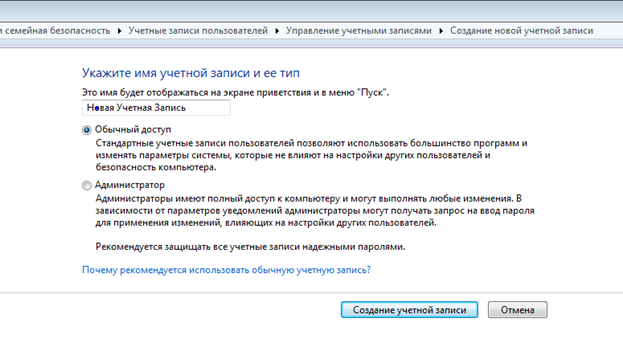 и семейная безопасность ▸ Учетные записи пользователей ▸ Управление учетными записями ▸ Создание новой учетной записи
Укажите имя учетной записи и ее тип
Это имя будет отображаться на экране приветствия и в меню "Пуск".
Новая Учетная Запись
Обычный доступ
Стандартные учетные записи пользователей позволяют использовать большинство программ и
изменять параметры системы, которые не влияют на настройки других пользователей и
безопасность компьютера.
Администратор
Администраторы имеют полный доступ к компьютеру и могут выполнять любые изменения. В
зависимости от параметров уведомлений администраторы могут получать запрос на ввод пароля
для применения изменений, влияющих на настройки других пользователей.
Рекомендуется защищать все учетные записи надежными паролями.
Почему рекомендуется использовать обычную учетную запись?
Создание учетной записи
Отмена